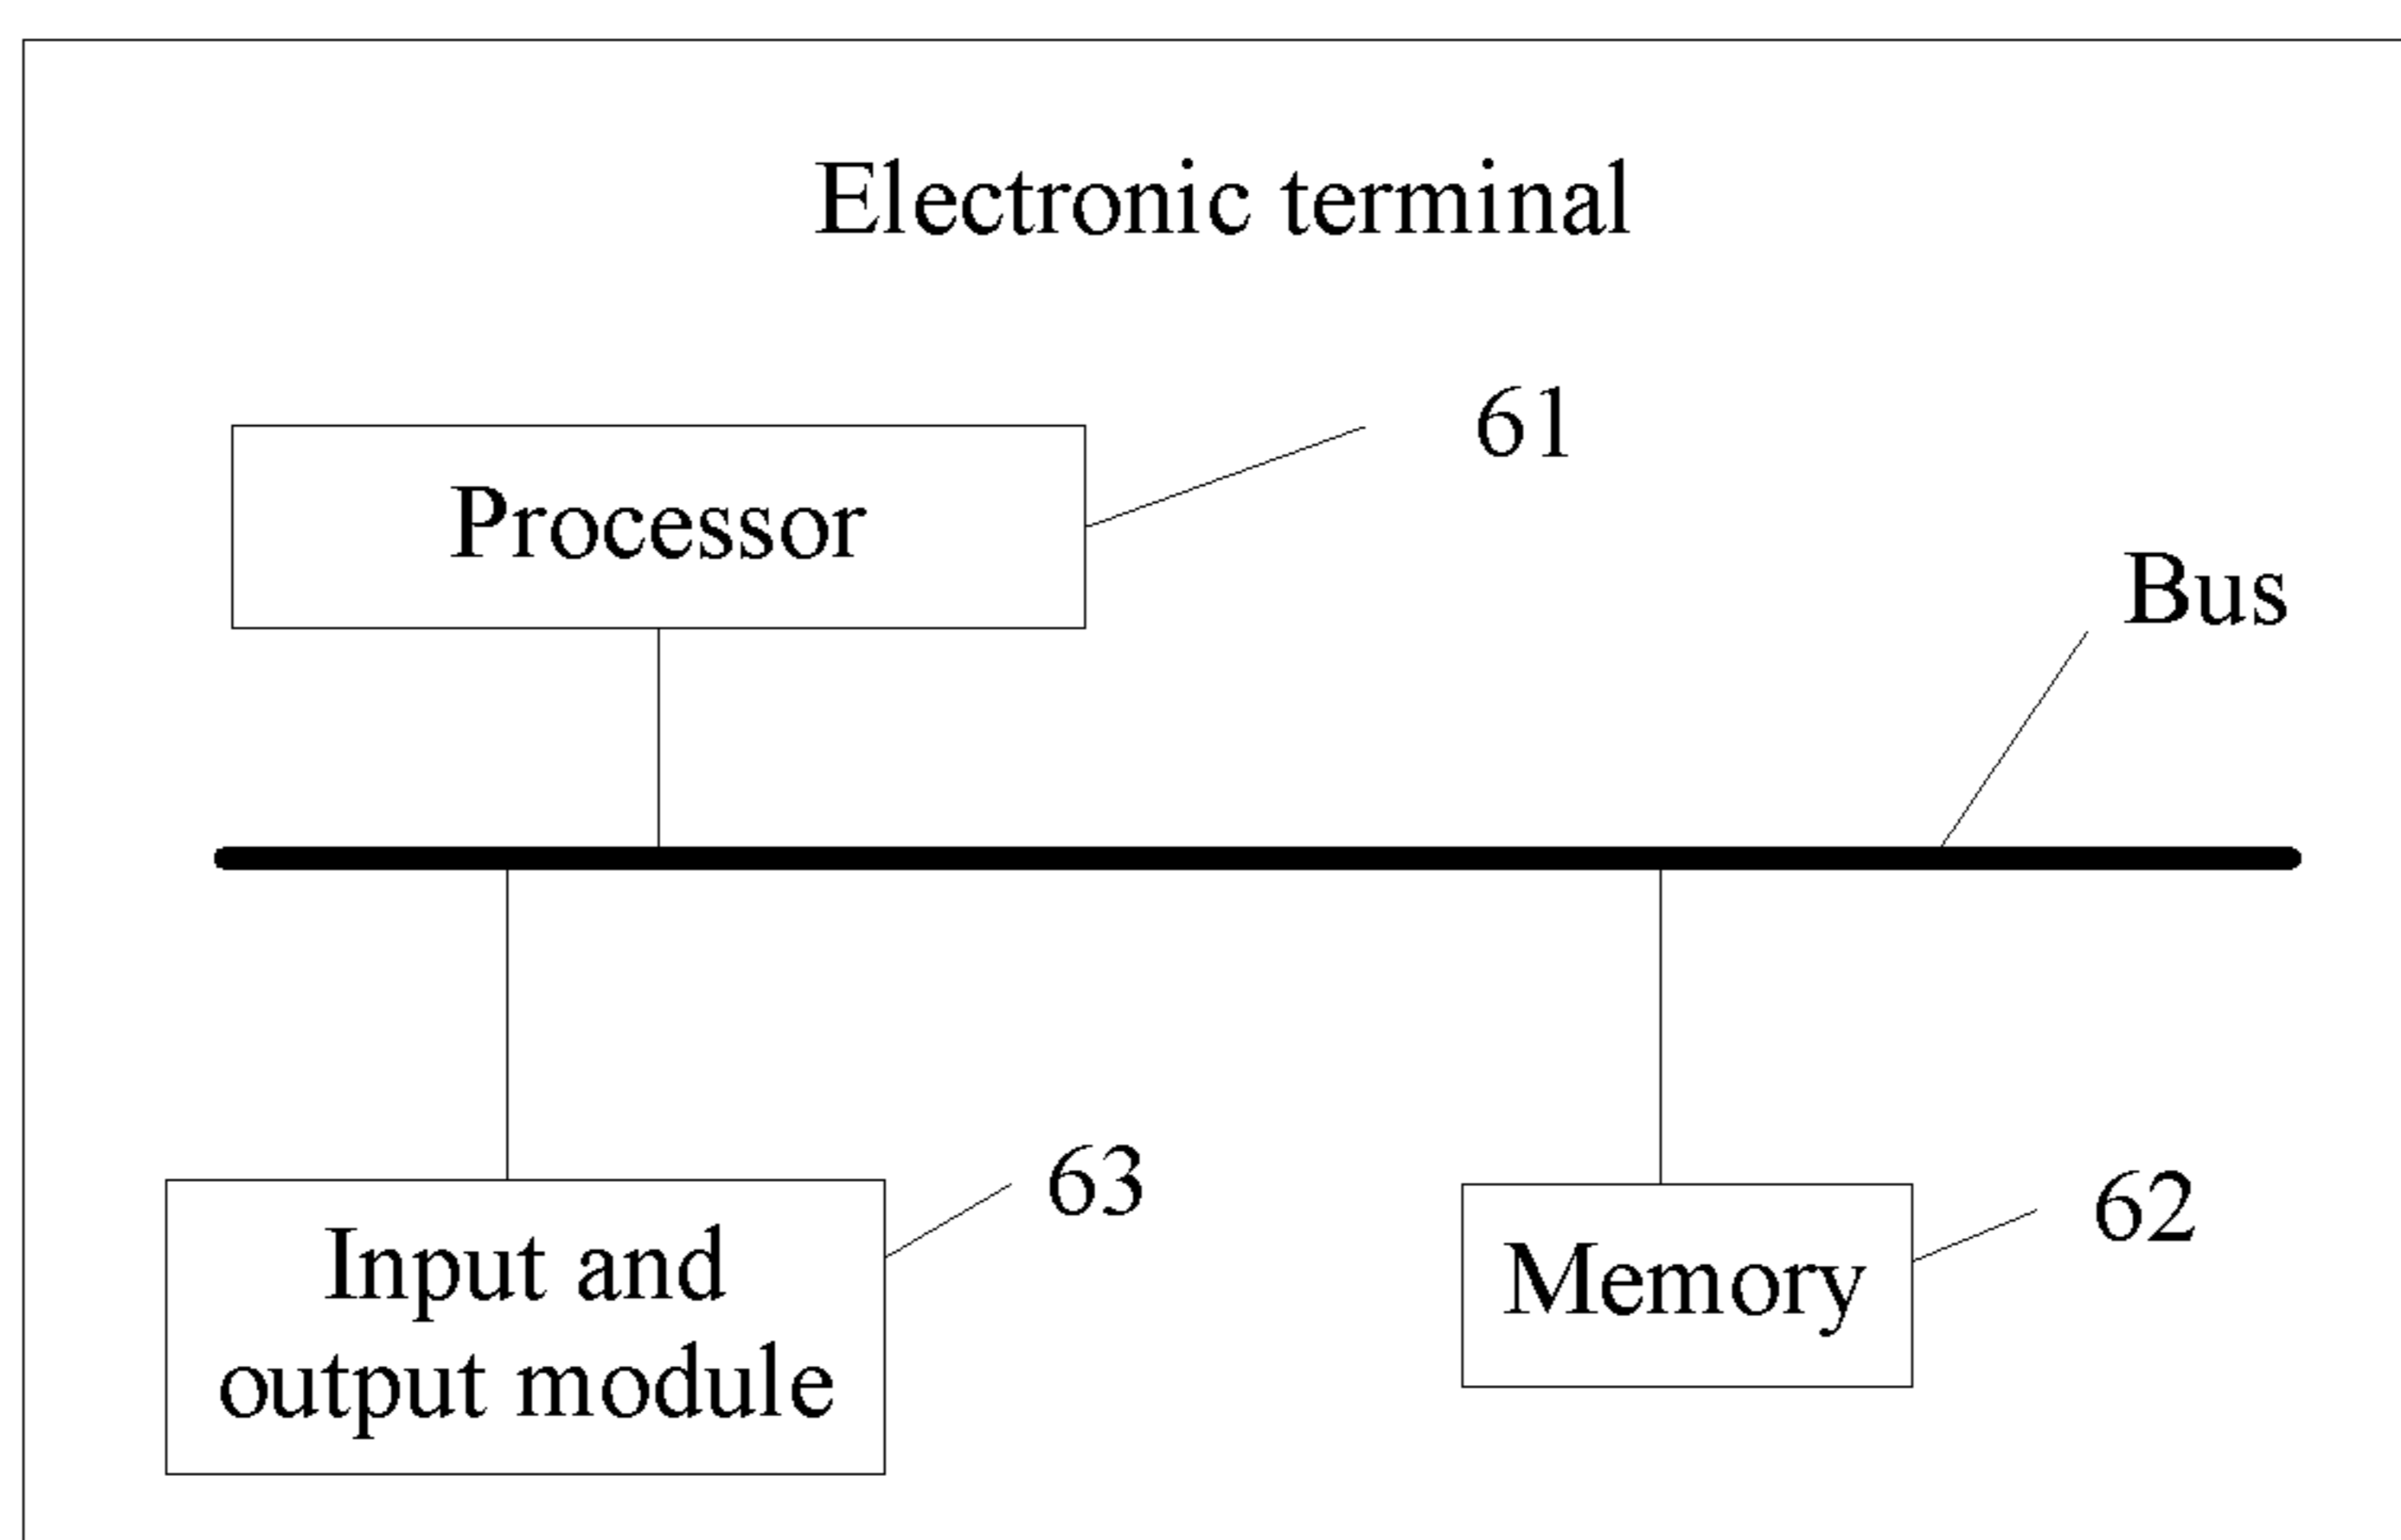 Electronic terminal
61
Processor
Bus
63
Input and
output module
62
Memory